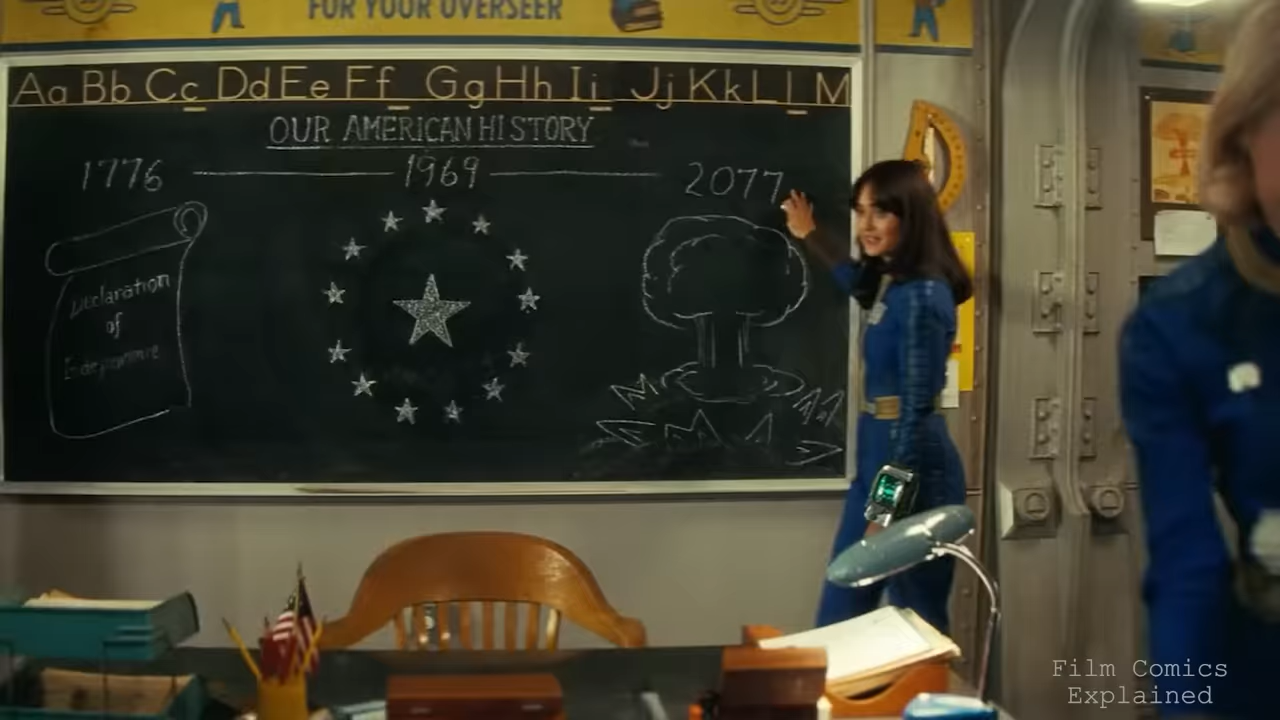 FOR YOUR OVERSEER
Aa Bb Cc Dd Ee Ff Gg Hh Ii Jj Kk Ll M
OUR AMERICAN HISTORY
1776 1969 2077
Declaration
of
Film Comics
Explained